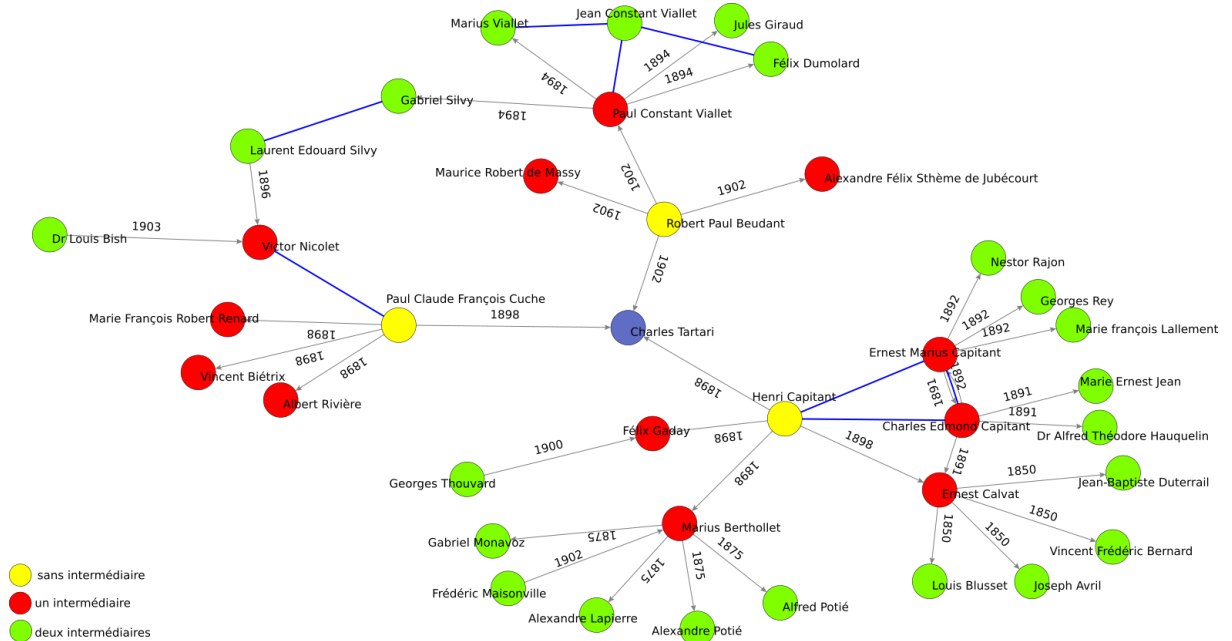 Jean Constant Viallet
Marius Viallet
Jules Giraud
1894
1894
1894
Félix Dumolard
Gabriel Silvy
1894
Paul Constant Viallet
Laurent Edouard Silvy
1896
Maurice Robert de Massy
1902
1902
1902
Alexandre Félix Sthème de Jubécourt
Robert Paul Beudant
Dr Louis Bish
1903
Victor Nicolet
1902
Nestor Rajon
Paul Claude François Cuche
1898
Georges Rey
1892
1892
1892
Marie François Robert Renard
1898
Charles Tartari
Marie françois Lallement
Ernest Marius Capitant
Vincent Biétrix
1898
1898
1898
1891
1892
Marie Ernest Jean
Albert Rivière
Henri Capitant
1891
1891
Félix Gaday
1898
Charles Edmond Capitant
Dr Alfred Théodore Hauquelin
1900
1898
1891
Georges Thouvard
1898
1850
Jean-Baptiste Duterrail
Ernest Calvat
Marius Berthollet
1850
1850
1850
Gabriel Monavoz
1875
1902
1875
1875
1875
Vincent Frédéric Bernard
Frédéric Maisonville
Louis Blusset
Joseph Avril
Alexandre Lapierre
Alfred Potié
Alexandre Potié
sans intermédiaire
un intermédiaire
deux intermédiaires